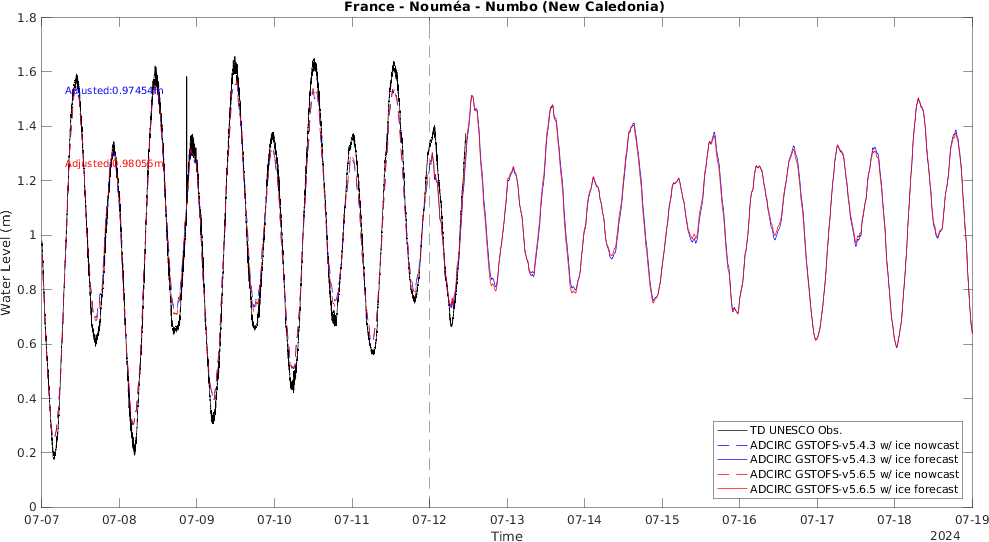 France - Nouméa - Numbo (New Caledonia)
1.8
1.6
1.4
1.2
1
0.8
0.6
0.4
0.2
0
Water Level (m)
Adjusted:0.97454m
Adjusted:0.98056m
TD UNESCO Obs.
ADCIRC GSTOFS-v5.4.3 w/ ice nowcast
ADCIRC GSTOFS-v5.4.3 w/ ice forecast
ADCIRC GSTOFS-v5.6.5 w/ ice nowcast
ADCIRC GSTOFS-v5.6.5 w/ ice forecast
07-07 07-08 07-09 07-10 07-11 07-12 07-13 07-14 07-15 07-16 07-17 07-18 07-19
Time
2024